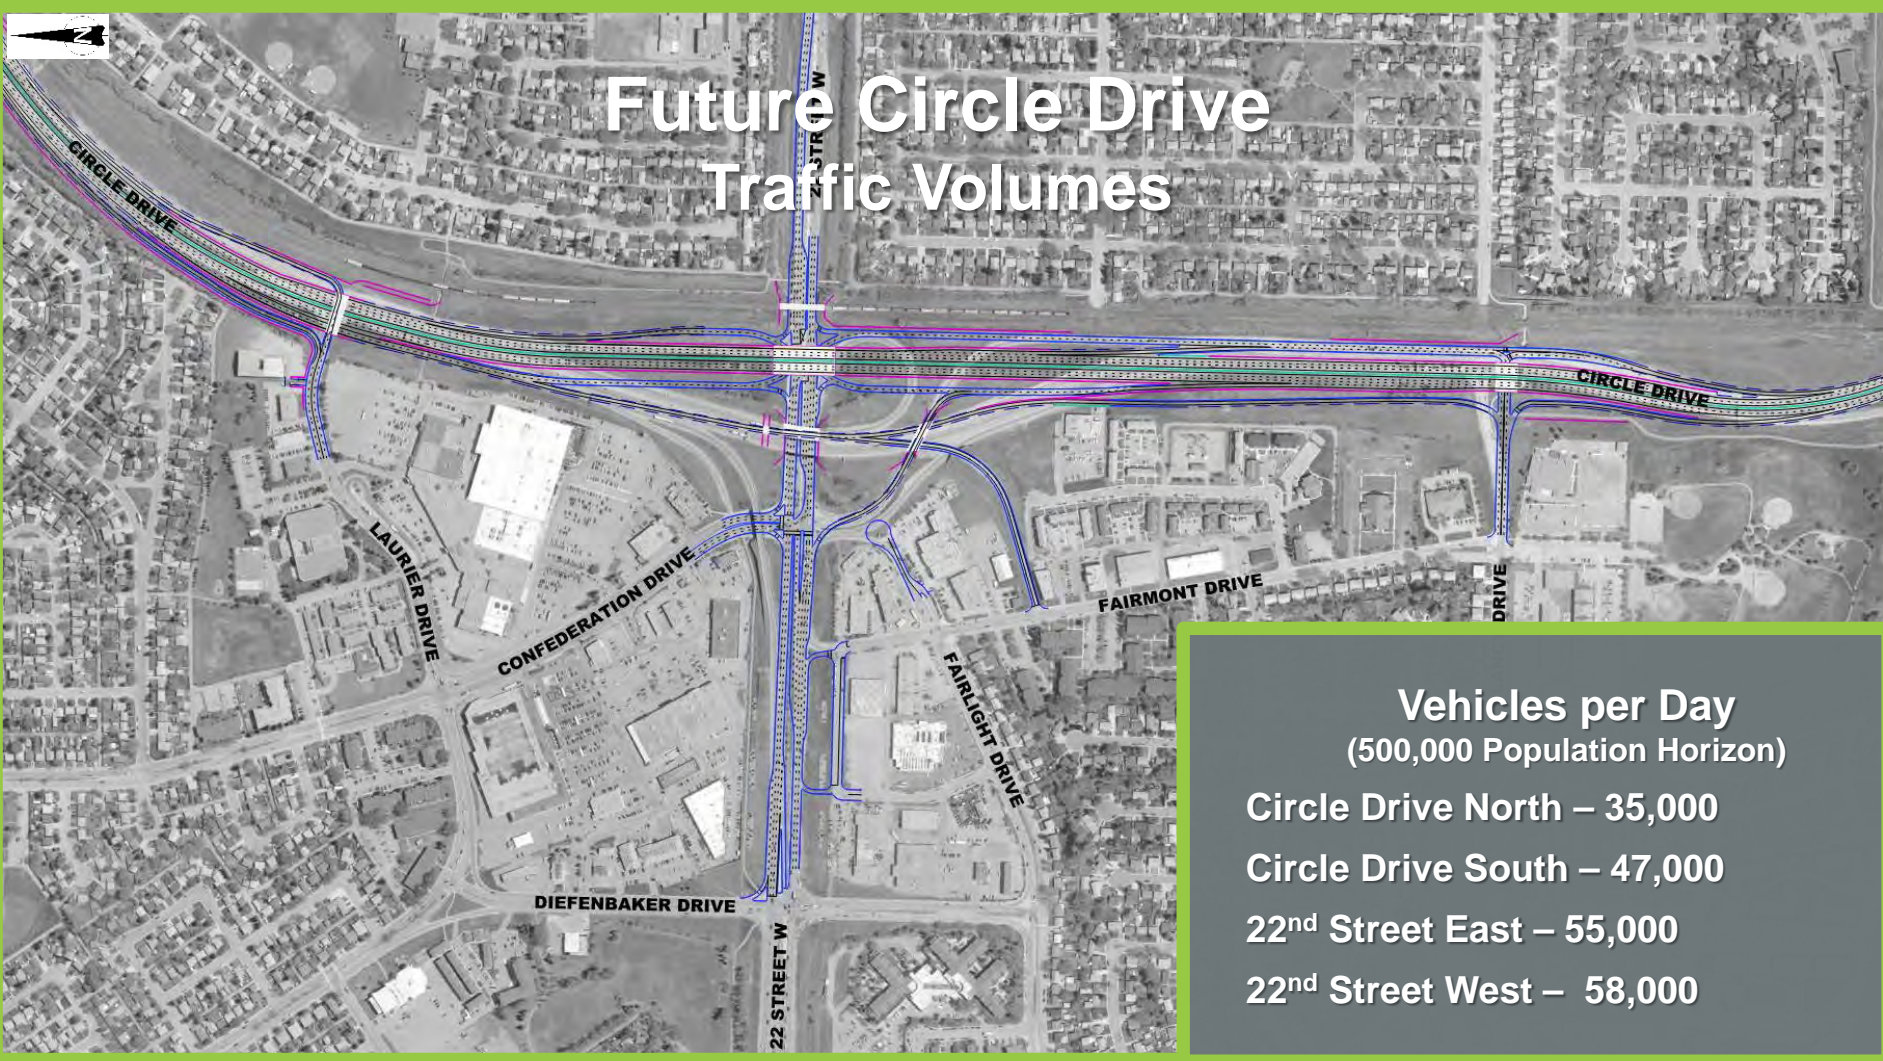 N
Future Circle Drive
Traffic Volumes
22 STREET W
CIRCLE DRIVE
CIRCLE DRIVE
LAURIER DRIVE
CONFEDERATION DRIVE
FAIRMONT DRIVE
DRIVE
FAIRLIGHT DRIVE
DIEFENBAKER DRIVE
22 STREET W
Vehicles per Day
(500,000 Population Horizon)
Circle Drive North – 35,000
Circle Drive South – 47,000
22nd Street East – 55,000
22nd Street West – 58,000